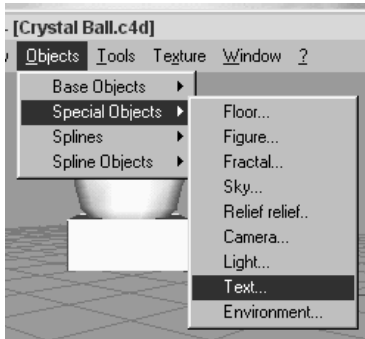 [Crystal Ball.c4d]
Objects Tools Texture Window ?
Base Objects
Special Objects
Splines
Spline Objects
Floor...
Figure...
Fractal...
Sky...
Relief relief..
Camera...
Light...
Text...
Environment...